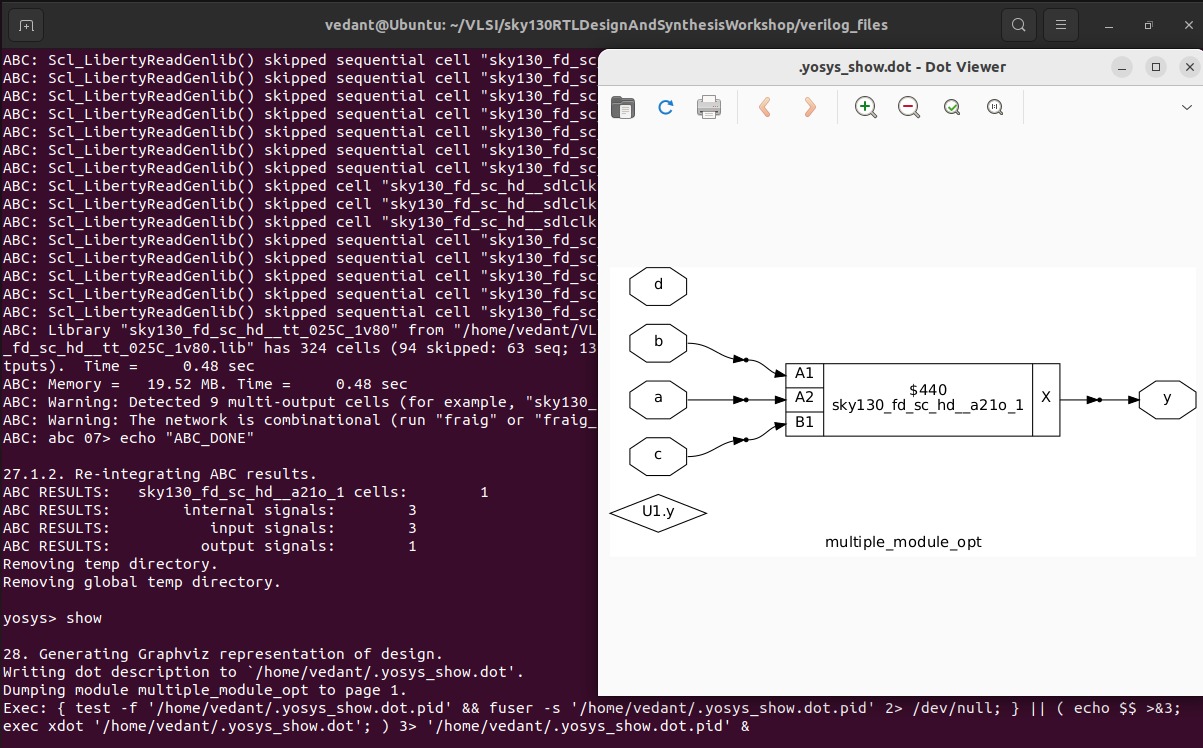 vedant@Ubuntu: ~/VLSI/sky130RTLDesignAndSynthesisWorkshop/verilog_files
ABC: Scl_LibertyReadGenlib() skipped sequential cell "sky130_fd_sc
ABC: Scl_LibertyReadGenlib() skipped sequential cell "sky130_fd_sc
ABC: Scl_LibertyReadGenlib() skipped sequential cell "sky130_fd_sc
ABC: Scl_LibertyReadGenlib() skipped sequential cell "sky130_fd_sc
ABC: Scl_LibertyReadGenlib() skipped sequential cell "sky130_fd_sc
ABC: Scl_LibertyReadGenlib() skipped sequential cell "sky130_fd_sc
ABC: Scl_LibertyReadGenlib() skipped sequential cell "sky130_fd_sc
ABC: Scl_LibertyReadGenlib() skipped cell "sky130_fd_sc_hd__sdlclk
ABC: Scl_LibertyReadGenlib() skipped cell "sky130_fd_sc_hd__sdlclk
ABC: Scl_LibertyReadGenlib() skipped cell "sky130_fd_sc_hd__sdlclk
ABC: Scl_LibertyReadGenlib() skipped sequential cell "sky130_fd_sc
ABC: Scl_LibertyReadGenlib() skipped sequential cell "sky130_fd_sc
ABC: Scl_LibertyReadGenlib() skipped sequential cell "sky130_fd_sc
ABC: Scl_LibertyReadGenlib() skipped sequential cell "sky130_fd_sc
ABC: Scl_LibertyReadGenlib() skipped sequential cell "sky130_fd_sc
ABC: Library "sky130_fd_sc_hd__tt_025C_1v80" from "/home/vedant/VL
_fd_sc_hd__tt_025C_1v80.lib" has 324 cells (94 skipped: 63 seq; 13
tputs).  Time =     0.48 sec
ABC: Memory =   19.52 MB. Time =     0.48 sec
ABC: Warning: Detected 9 multi-output cells (for example, "sky130_
ABC: Warning: The network is combinational (run "fraig" or "fraig_
ABC: abc 07> echo "ABC_DONE"
27.1.2. Re-integrating ABC results.
ABC RESULTS:   sky130_fd_sc_hd__a21o_1 cells:         1
ABC RESULTS:        internal signals:        3
ABC RESULTS:           input signals:        3
ABC RESULTS:          output signals:        1
Removing temp directory.
Removing global temp directory.
yosys> show
28. Generating Graphviz representation of design.
Writing dot description to `/home/vedant/.yosys_show.dot'.
Dumping module multiple_module_opt to page 1.
Exec: { test -f '/home/vedant/.yosys_show.dot.pid' && fuser -s '/home/vedant/.yosys_show.dot.pid' 2> /dev/null; } || ( echo $$ >&3;
exec xdot '/home/vedant/.yosys_show.dot'; ) 3> '/home/vedant/.yosys_show.dot.pid' &
.yosys_show.dot - Dot Viewer
d
b
a
c
U1.y
A1
A2
B1
$440
sky130_fd_sc_hd__a21o_1
X
y
multiple_module_opt